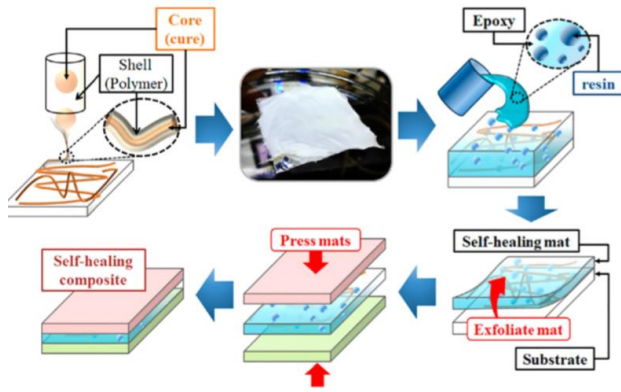 Core
(cure)
Shell
(Polymer)
Epoxy
resin
Self-healing
composite
Press mats
Self-healing mat
Exfoliate mat
Substrate